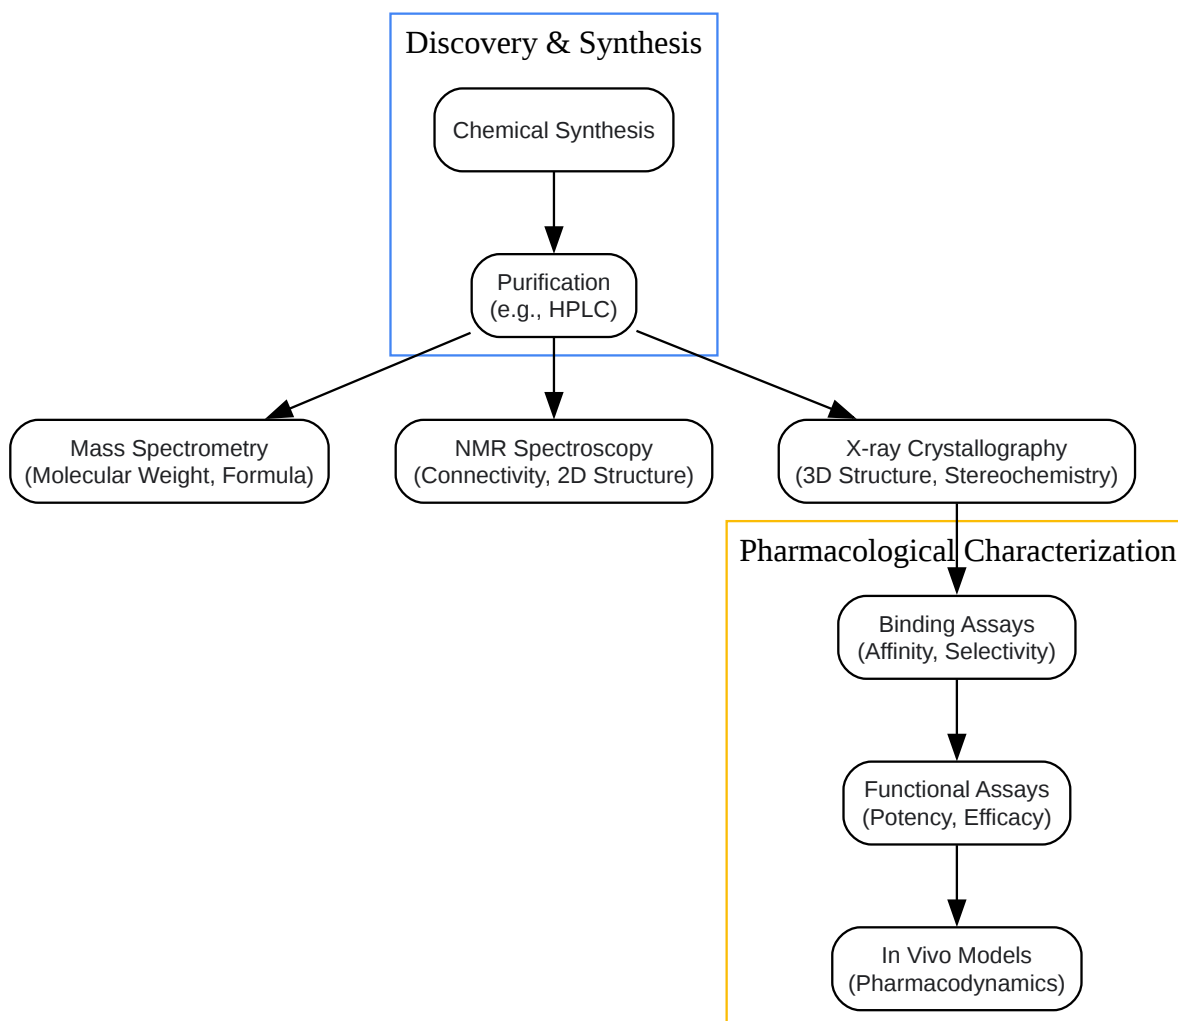 Discovery & Synthesis
Chemical Synthesis
Purification
(e.g., HPLC)
Mass Spectrometry
(Molecular Weight, Formula)
NMR Spectroscopy
(Connectivity, 2D Structure)
X-ray Crystallography
(3D Structure, Stereochemistry)
Pharmacological Characterization
Binding Assays
(Affinity, Selectivity)
Functional Assays
(Potency, Efficacy)
In Vivo Models
(Pharmacodynamics)